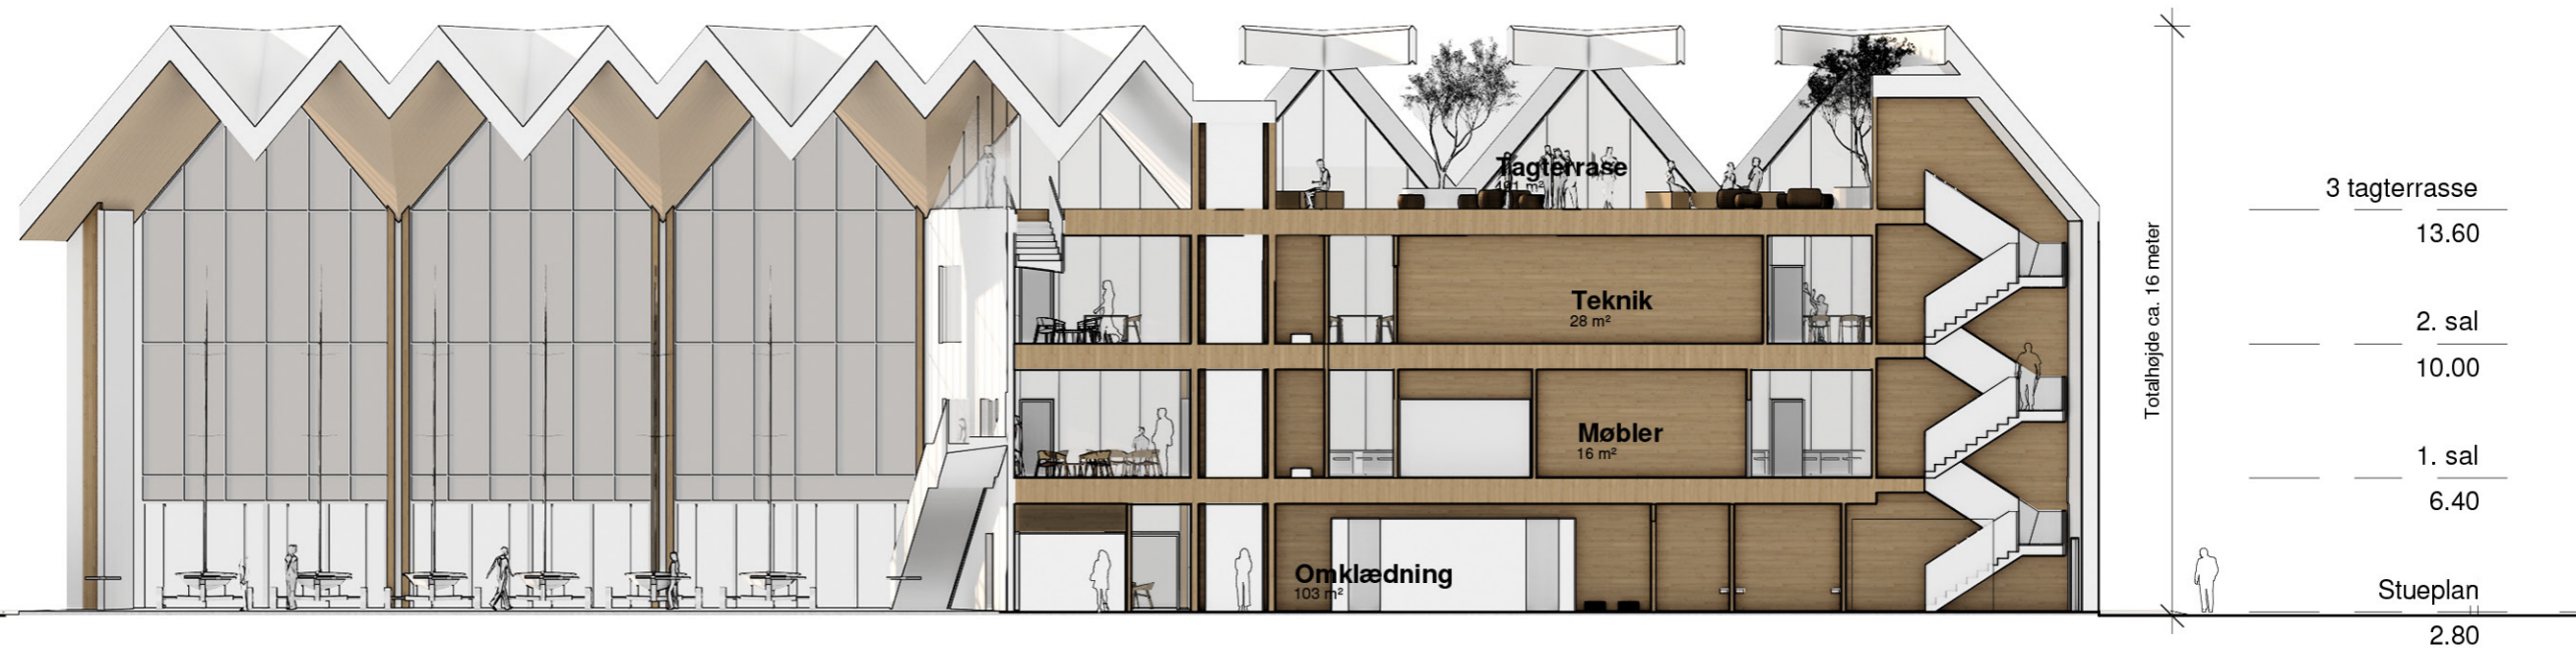 Tagterrase
Teknik
28 m²
Møbler
16 m²
Omklædning
103 m²
Totalhøjde ca. 16 meter
3 tagterrasse
13.60
2. sal
10.00
1. sal
6.40
Stueplan
2.80